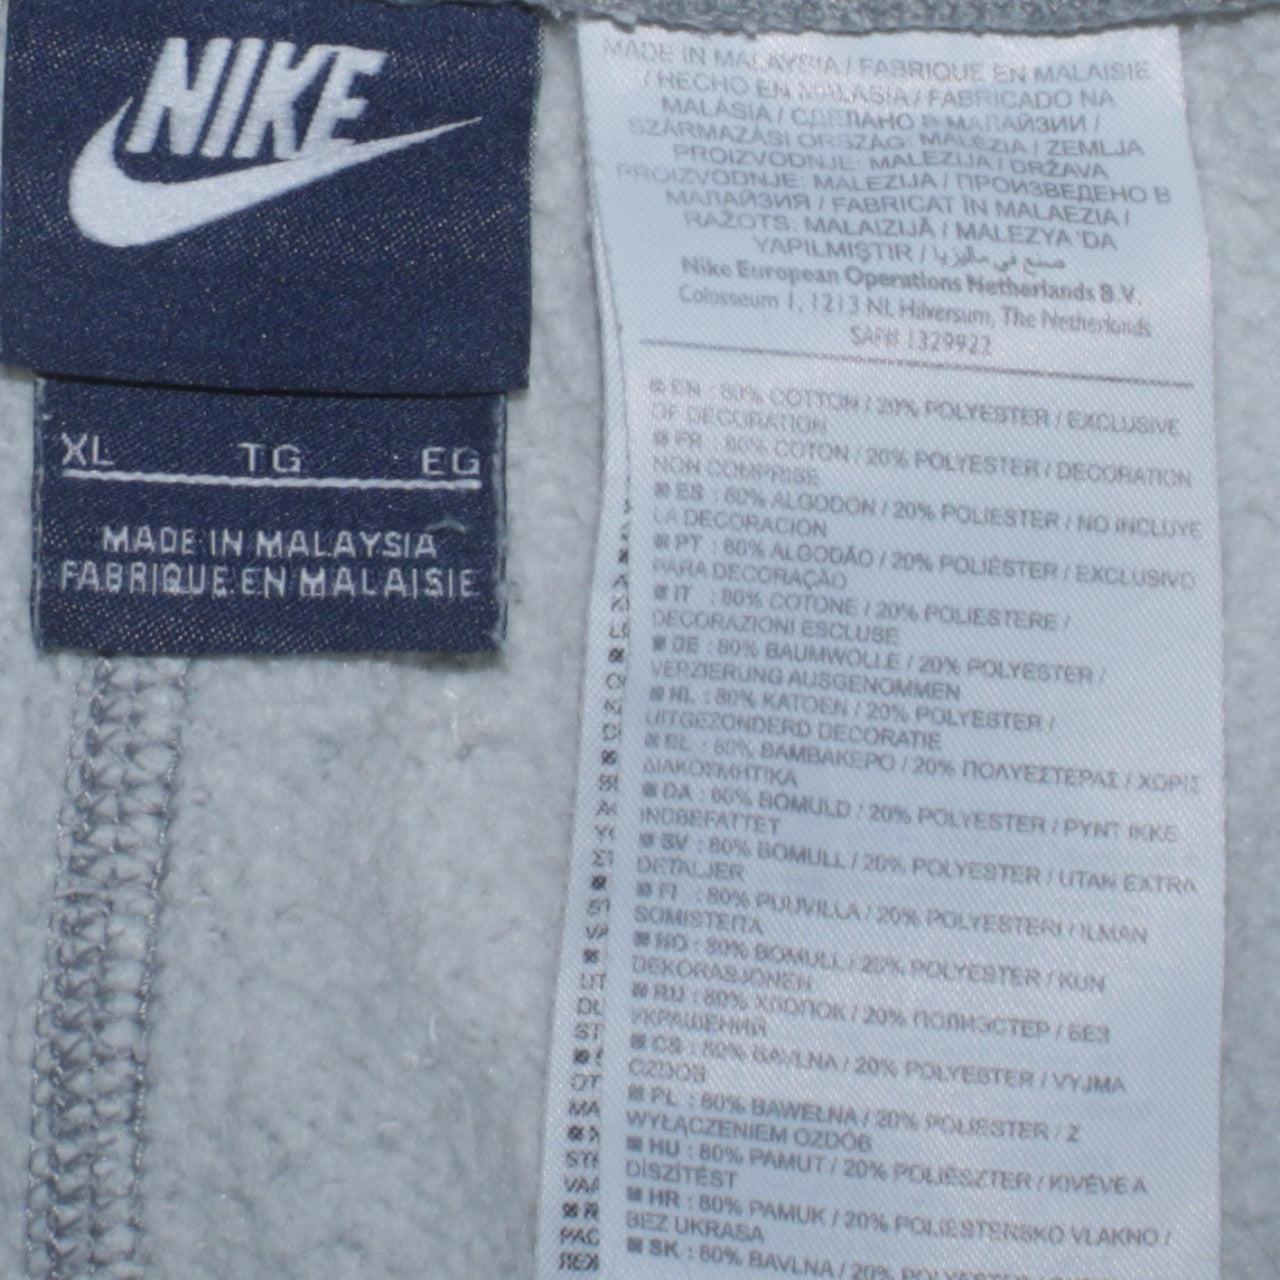 NIKE
XL TG EG
MADE IN MALAYSIA
FABRIQUE EN MALAISIE
MADE IN MALAYSIA / FABRIQUE EN MALAISIE
/ HECHO EN MALASIA / FABRICADO NA
MALÁSIA / СДЕЛАНО В МАЛАЙЗИИ /
SZÁRMAZÁSI ORSZÁG: MALÉZIA / ZEMLJA
PROIZVODNJE: MALEZIJA / DRŽAVA
PROIZVODNJE: MALEZIJA / ПРОИЗВЕДЕНО В
МАЛАЙЗИЯ / FABRICAT ÎN MALAEZIA /
RAŽOTS: MALAIZIJĀ / MALEZYA 'DA
YAPILMIŞTIR / صنع في ماليزيا
Nike European Operations Netherlands B.V.
Colosseum 1, 1213 NL Hilversum, The Netherlands
1329922
EN : 80% COTTON / 20% POLYESTER / EXCLUSIVE
OF DECORATION
FR : 80% COTON / 20% POLYESTER / DECORATION
NON COMPRISE
ES : 80% ALGODON / 20% POLIESTER / NO INCLUYE
LA DECORACION
PT : 80% ALGODÃO / 20% POLIÉSTER / EXCLUSIVO
PARA DECORAÇÃO
IT : 80% COTONE / 20% POLIESTERE /
DECORAZIONI ESCLUSE
DE : 80% BAUMWOLLE / 20% POLYESTER /
VERZIERUNG AUSGENOMMEN
NL : 80% KATOEN / 20% POLYESTER /
UITGEZONDERD DECORATIE
EL : 80% ΒΑΜΒΑΚΕΡΟ / 20% ΠΟΛΥΕΣΤΕΡΑΣ / ΧΩΡΙΣ
ΔΙΑΚΟΣΜΗΤΙΚΑ
DA : 80% BOMULD / 20% POLYESTER / PYNT IKKE
INDBEFATTET
SV : 80% BOMULL / 20% POLYESTER / UTAN EXTRA
DETALJER
FI : 80% PUUVILLA / 20% POLYESTERI / ILMAN
SOMISTEITA
NO : 80% BOMULL / 20% POLYESTER / KUN
DEKORASJONEN
RU : 80% ХЛОПОК / 20% ПОЛИЭСТЕР / БЕЗ
УКРАШЕНИЙ
CS : 80% BAVLNA / 20% POLYESTER / VYJMA
OZDOB
PL : 80% BAWEŁNA / 20% POLIESTER / Z
WYŁĄCZENIEM OZDÓB
HU : 80% PAMUT / 20% POLIÉSZTER / KIVÉVE A
DÍSZÍTÉST
HR : 80% PAMUK / 20% POLIESTERSKO VLAKNO /
BEZ UKRASA
SK : 80% BAVLNA / 20% POLYESTER